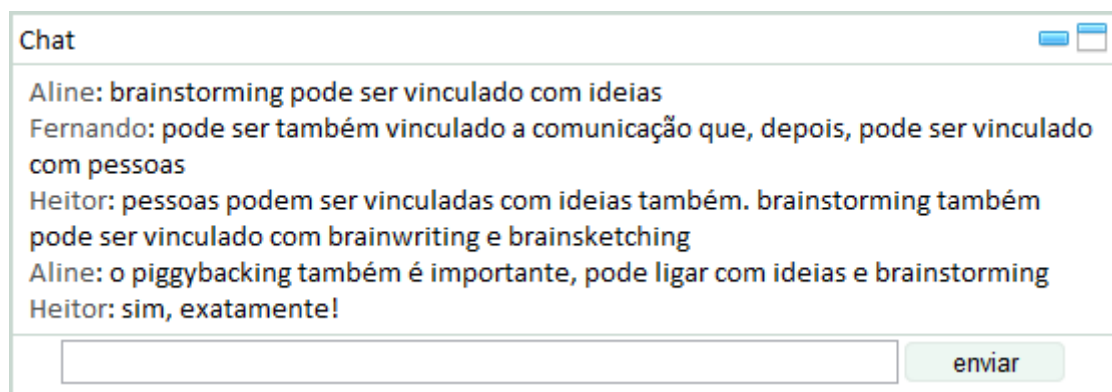 Chat
Aline: brainstorming pode ser vinculado com ideias
Fernando: pode ser também vinculado a comunicação que, depois, pode ser vinculado
com pessoas
Heitor: pessoas podem ser vinculadas com ideias também. brainstorming também
pode ser vinculado com brainwriting e brainsketching
Aline: o piggybacking também é importante, pode ligar com ideias e brainstorming
Heitor: sim, exatamente!
enviar